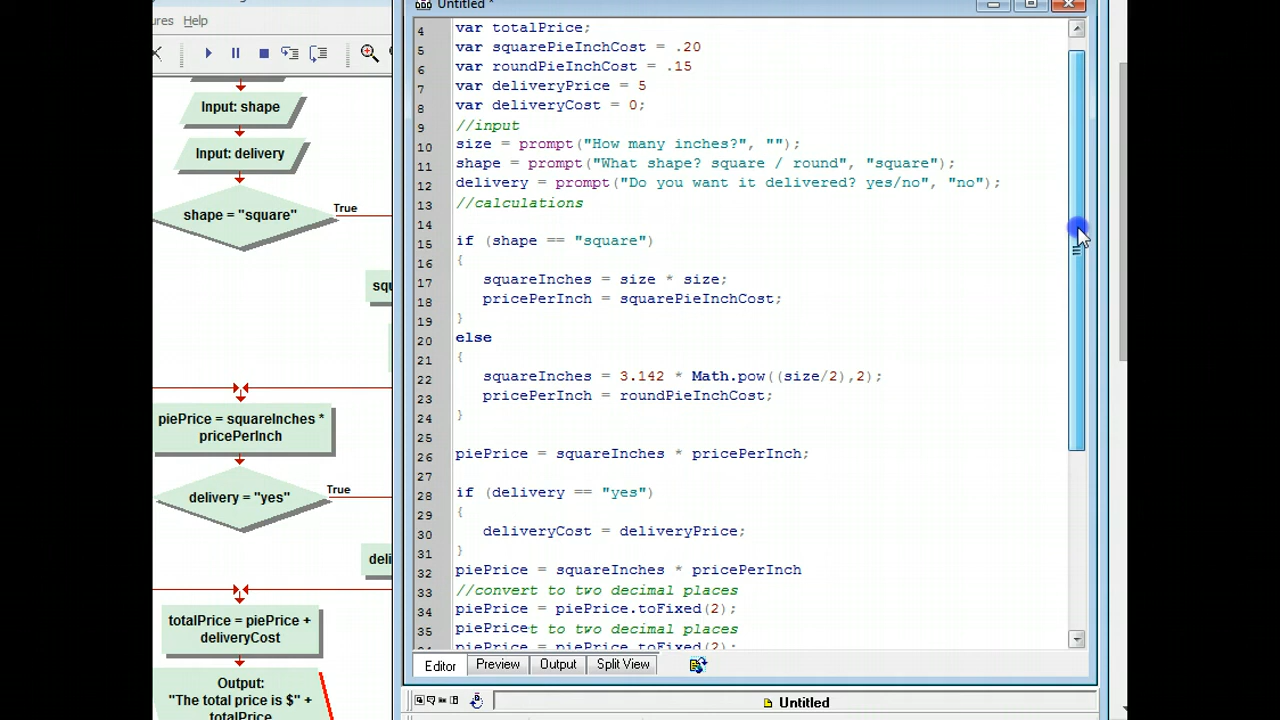 Untitled *
ures Help
Input: shape
Input: delivery
shape = "square"
True
squ
piePrice = squareInches *
pricePerInch
delivery = "yes"
True
deli
totalPrice = piePrice +
deliveryCost
Output:
"The total price is $" +
totalPrice
4 var totalPrice;
5 var squarePieInchCost = .20
6 var roundPieInchCost = .15
7 var deliveryPrice = 5
8 var deliveryCost = 0;
9 //input
10 size = prompt("How many inches?", "");
11 shape = prompt("What shape? square / round", "square");
12 delivery = prompt("Do you want it delivered? yes/no", "no");
13 //calculations
14
15 if (shape == "square")
16 {
17 squareInches = size * size;
18 pricePerInch = squarePieInchCost;
19 }
20 else
21 {
22 squareInches = 3.142 * Math.pow((size/2),2);
23 pricePerInch = roundPieInchCost;
24 }
25
26 piePrice = squareInches * pricePerInch;
27
28 if (delivery == "yes")
29 {
30 deliveryCost = deliveryPrice;
31 }
32 piePrice = squareInches * pricePerInch
33 //convert to two decimal places
34 piePrice = piePrice.toFixed(2);
35 piePricet to two decimal places
piePrice = piePrice.toFixed(2);
Editor Preview Output Split View
Untitled